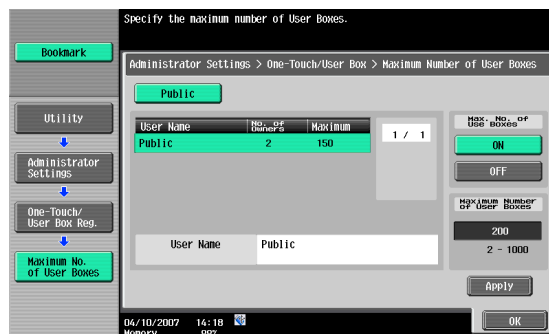 Specify the maximum number of User Boxes.
Bookmark
Administrator Settings > One-Touch/User Box > Maximum Number of User Boxes
Public
Utility
Administrator
Settings
One-Touch/
User Box Reg.
Maximum No.
of User Boxes
User Name No. of Owners Maximum
Public 2 150
1 / 1
User Name Public
Max. No. of
Use Boxes
ON
OFF
Maximum Number
of User Boxes
200
2 - 1000
Apply
04/10/2007 14:18
Memory 99%
OK